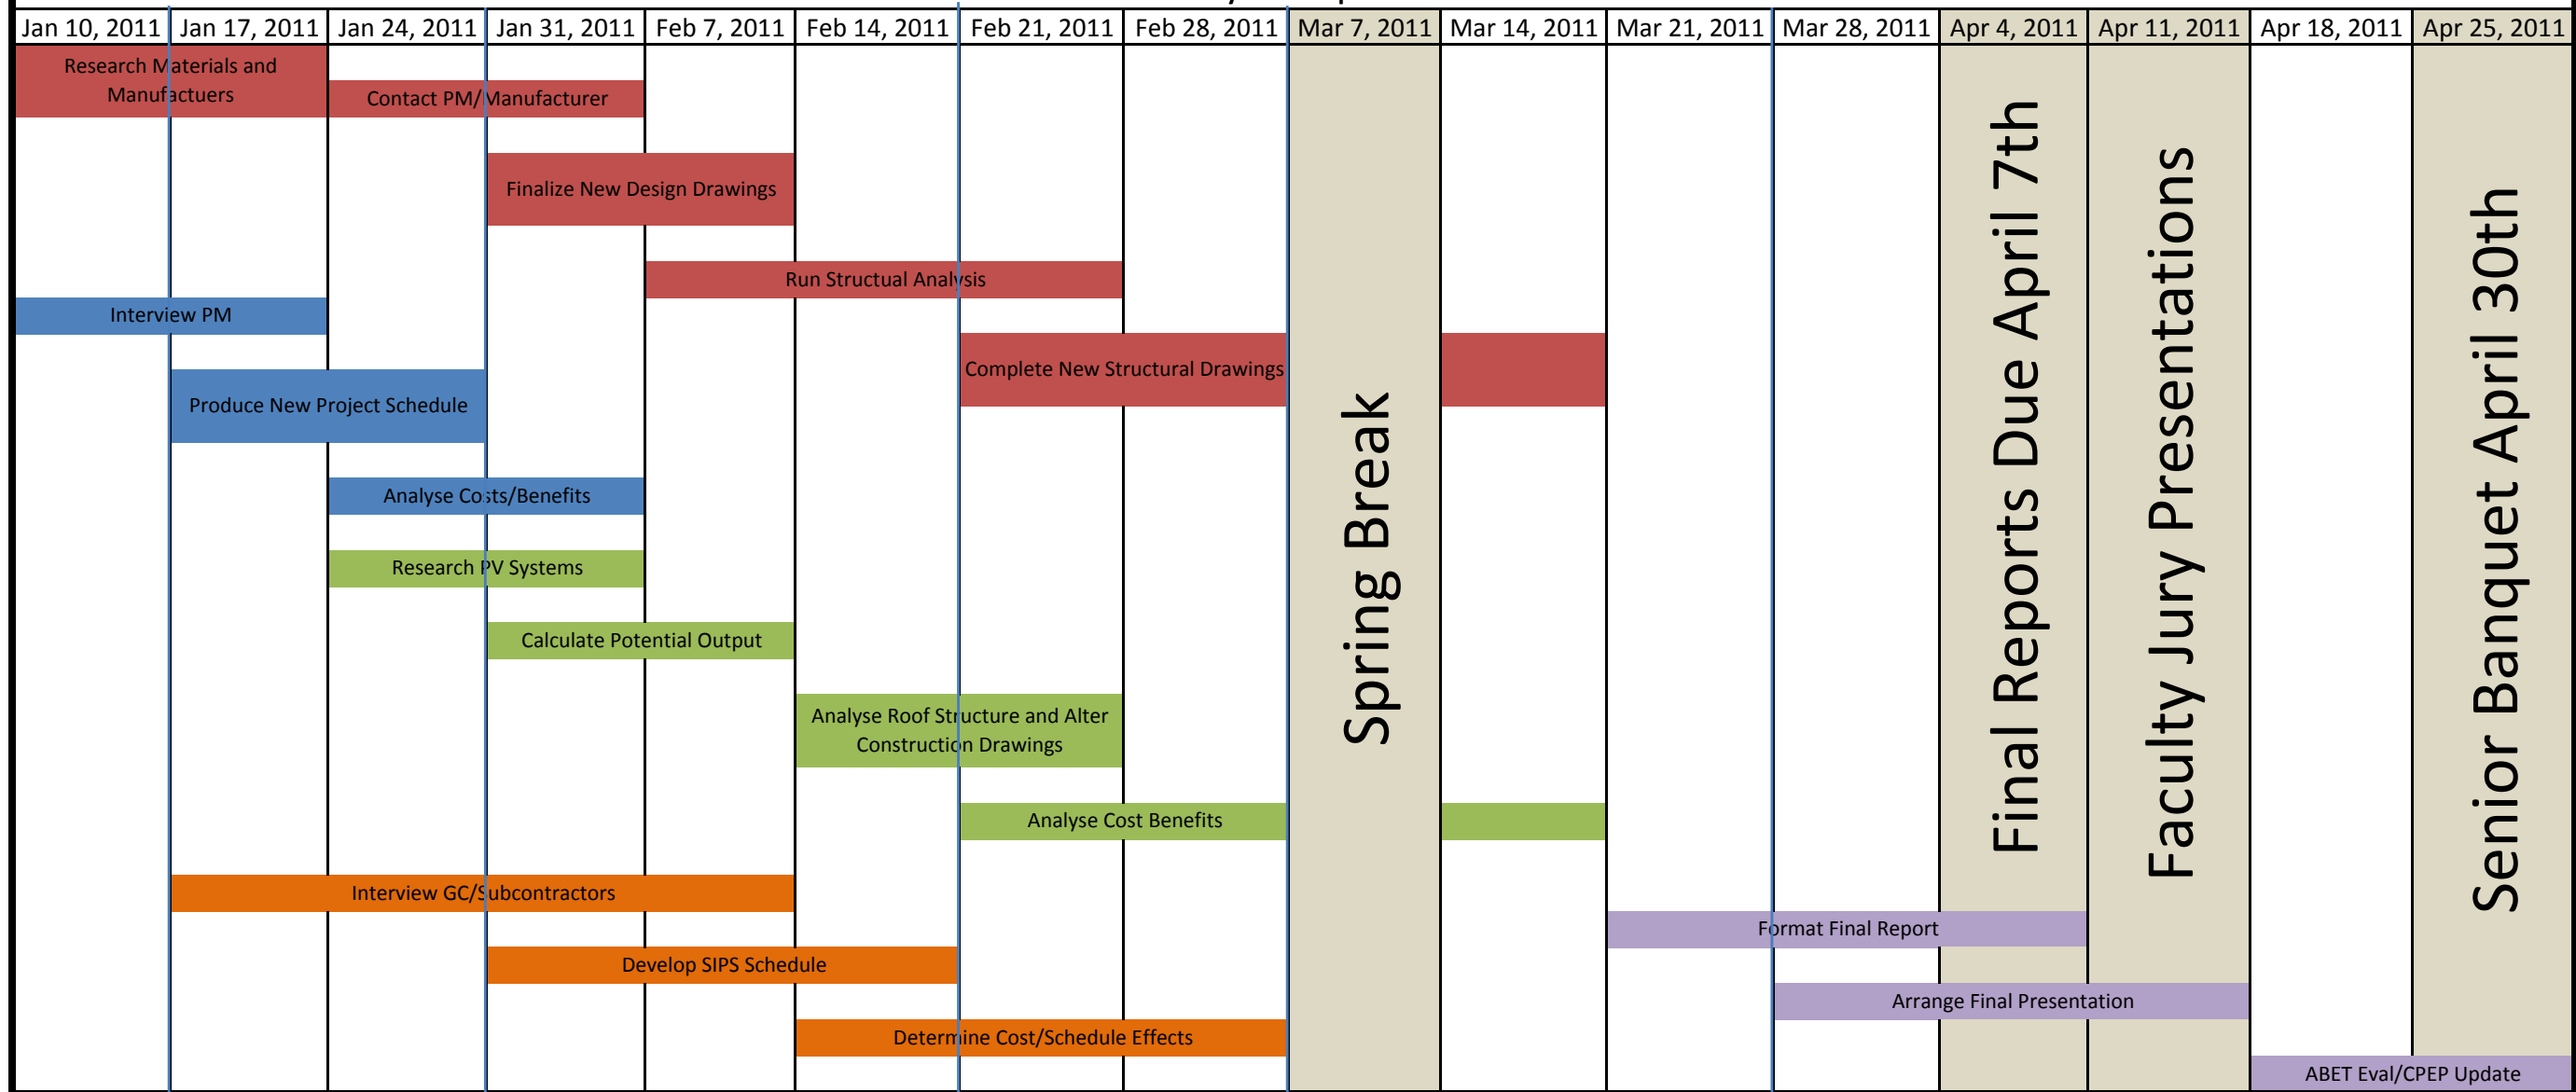 Jan 10, 2011 Jan 17, 2011 Jan 24, 2011 Jan 31, 2011 Feb 7, 2011 Feb 14, 2011 Feb 21, 2011 Feb 28, 2011 Mar 7, 2011 Mar 14, 2011 Mar 21, 2011 Mar 28, 2011 Apr 4, 2011 Apr 11, 2011 Apr 18, 2011 Apr 25, 2011
Research Materials and
Manufactuers
Contact PM/Manufacturer
Finalize New Design Drawings
Run Structual Analysis
Interview PM
Complete New Structural Drawings
Produce New Project Schedule
Analyse Costs/Benefits
Research PV Systems
Calculate Potential Output
Analyse Roof Structure and Alter
Construction Drawings
Analyse Cost Benefits
Interview GC/Subcontractors
Format Final Report
Develop SIPS Schedule
Arrange Final Presentation
Determine Cost/Schedule Effects
ABET Eval/CPEP Update
Spring Break
Final Reports Due April 7th
Faculty Jury Presentations
Senior Banquet April 30th